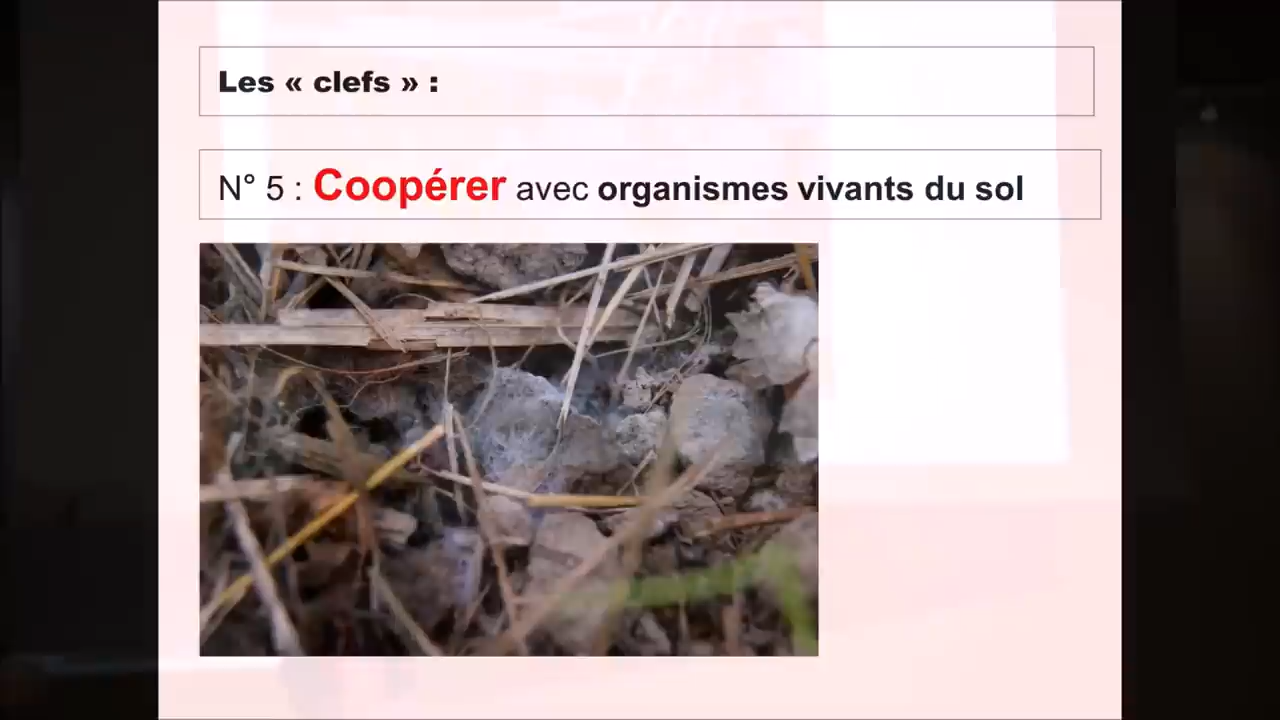 Les « clefs » :
N° 5 : Coopérer avec organismes vivants du sol